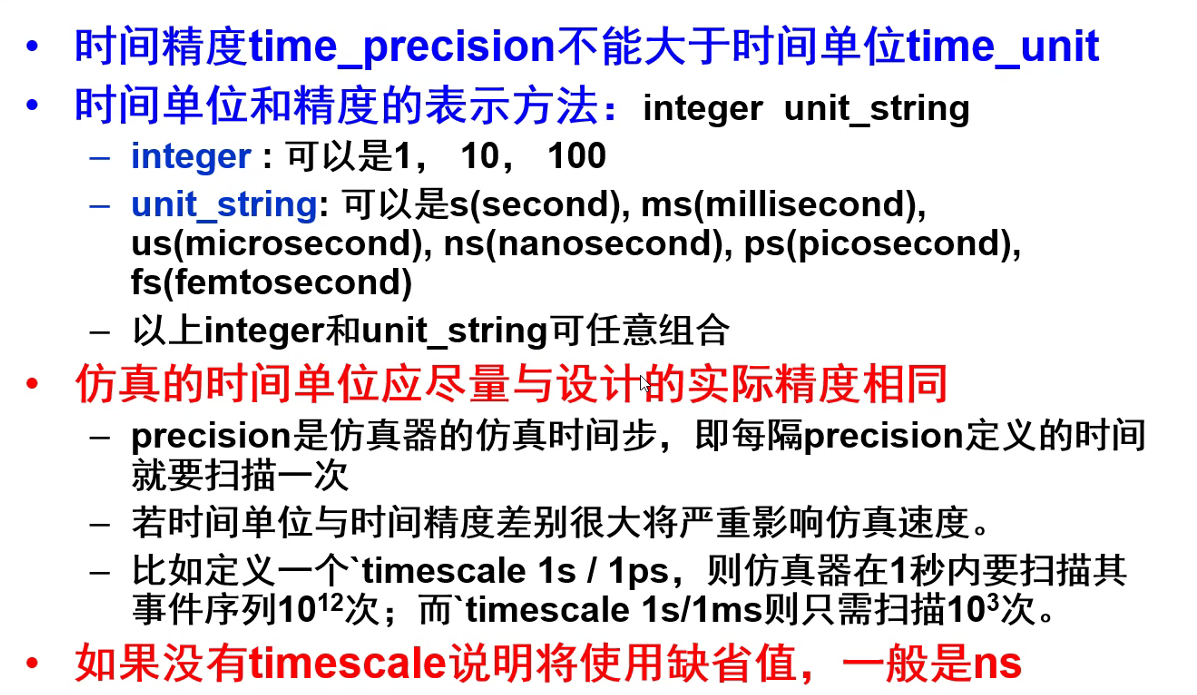 • 时间精度time_precision不能大于时间单位time_unit
• 时间单位和精度的表示方法：integer unit_string
– integer : 可以是1， 10， 100
– unit_string: 可以是s(second), ms(millisecond),
us(microsecond), ns(nanosecond), ps(picosecond),
fs(femtosecond)
– 以上integer和unit_string可任意组合
• 仿真的时间单位应尽量与设计的实际精度相同
– precision是仿真器的仿真时间步，即每隔precision定义的时间
就要扫描一次
– 若时间单位与时间精度差别很大将严重影响仿真速度。
– 比如定义一个`timescale 1s / 1ps，则仿真器在1秒内要扫描其
事件序列10¹²次；而`timescale 1s/1ms则只需扫描10³次。
• 如果没有timescale说明将使用缺省值，一般是ns